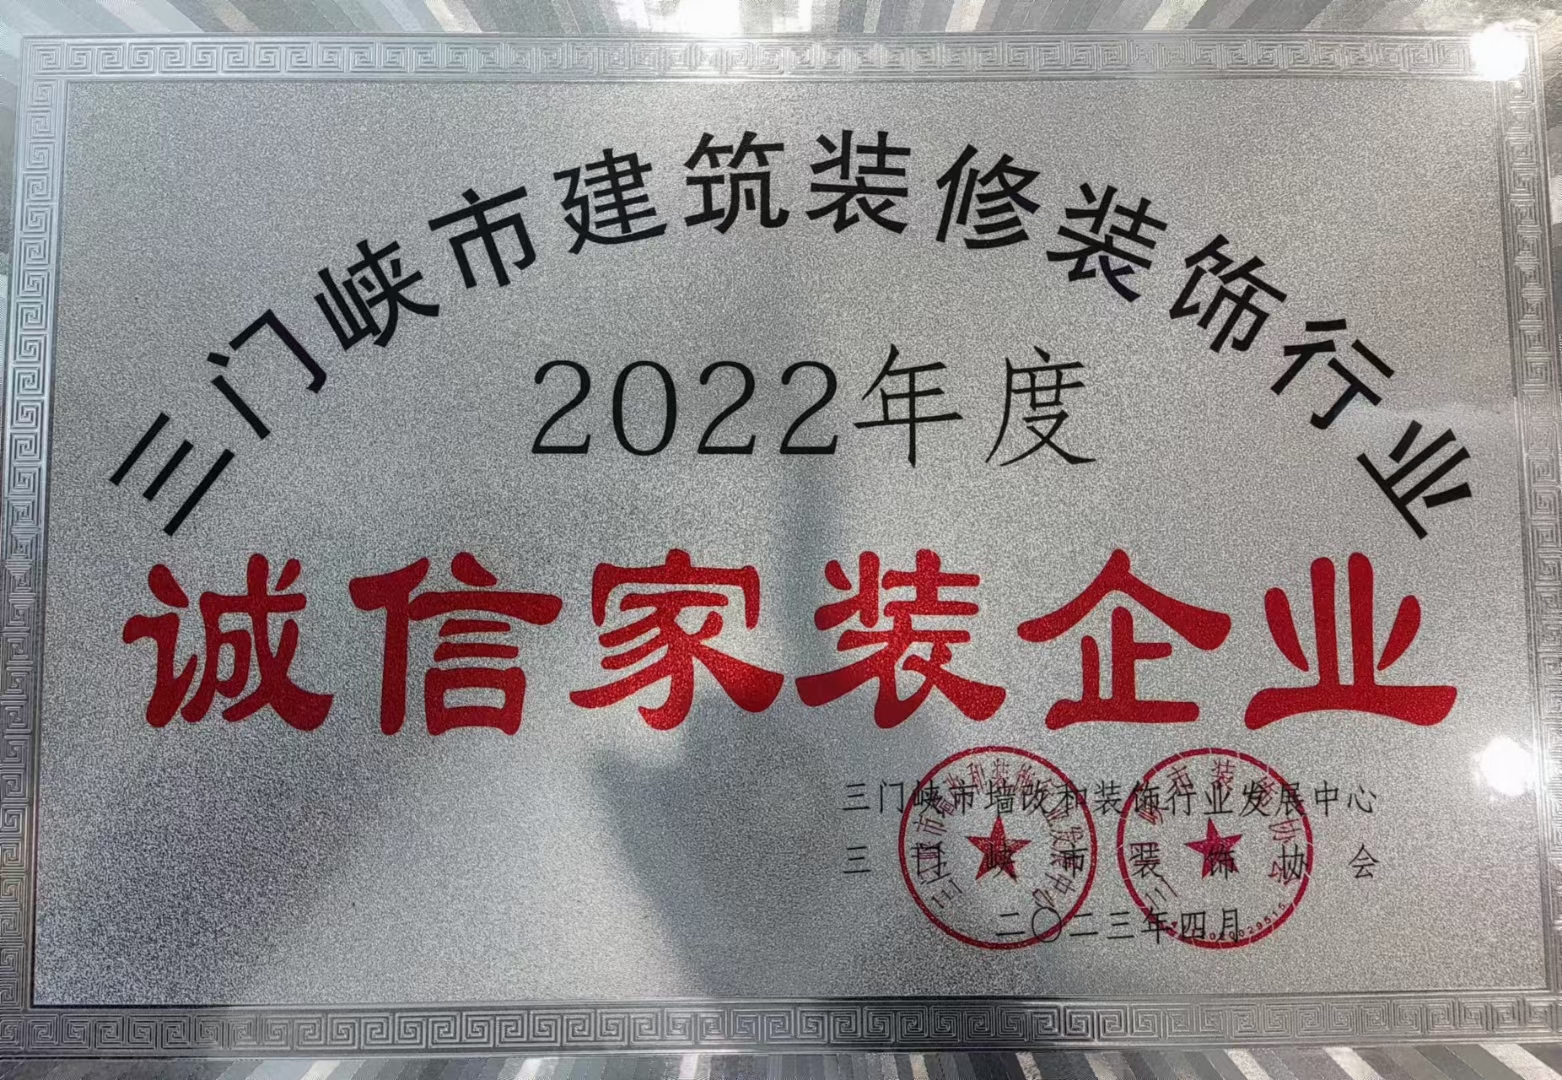 三门峡市建筑装修装饰行业
2022年度
诚信家装企业
三门峡市墙改和装饰行业发展中心
三门峡市装饰协会
二〇二三年四月